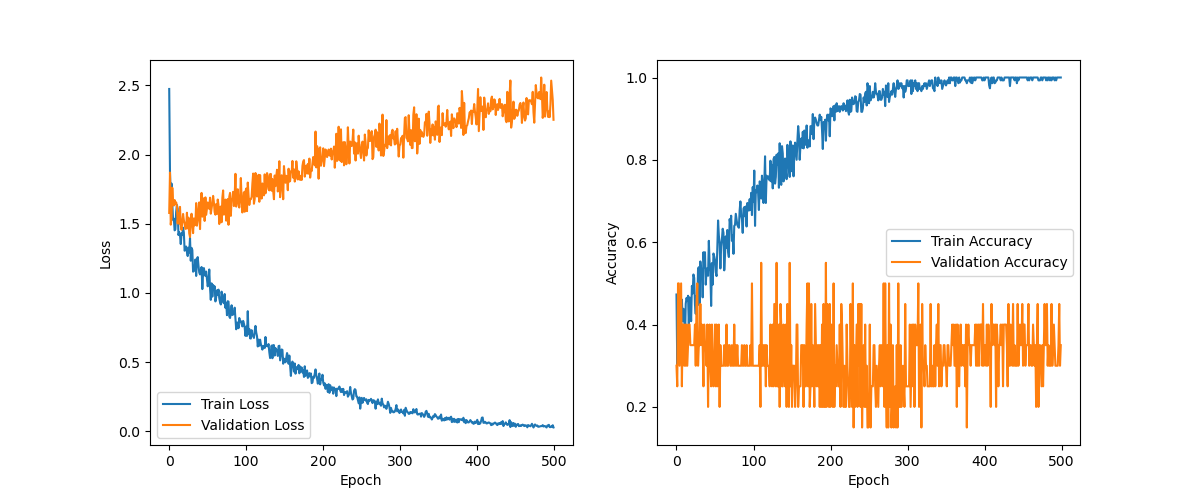 2.5
2.0
1.5
1.0
0.5
0.0
Loss
0 100 200 300 400 500
Epoch
Train Loss
Validation Loss
1.0
0.8
0.6
0.4
0.2
Accuracy
0 100 200 300 400 500
Epoch
Train Accuracy
Validation Accuracy